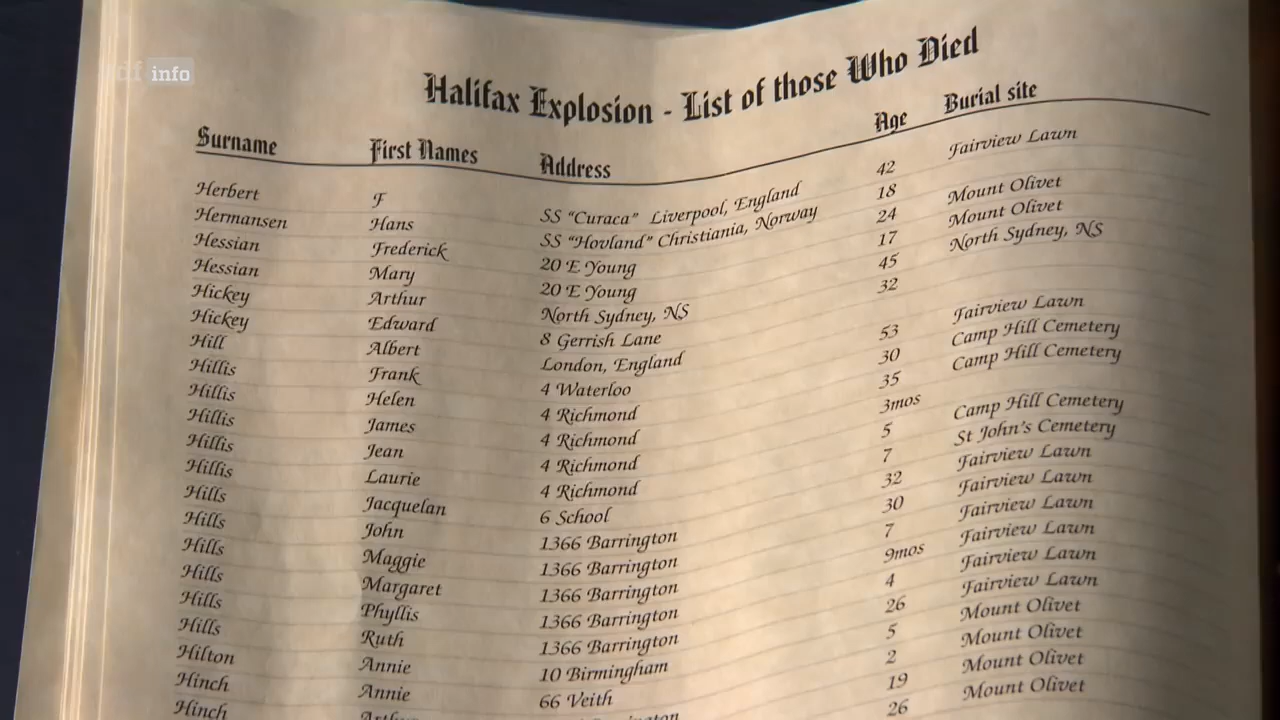 zdf info
Halifax Explosion - List of those Who Died
Surname First Names Address Age Burial site
Herbert F SS "Curaca" Liverpool, England 42 Fairview Lawn
Hermansen Hans SS "Hovland" Christiania, Norway 18
Hessian Frederick 20 E Young 24 Mount Olivet
Hessian Mary 20 E Young 17 Mount Olivet
Hickey Arthur North Sydney, NS 45 North Sydney, NS
Hickey Edward 8 Gerrish Lane 32
Hill Albert London, England
Hillis Frank 4 Waterloo 53 Fairview Lawn
Hillis Helen 4 Richmond 30 Camp Hill Cemetery
Hillis James 4 Richmond 35 Camp Hill Cemetery
Hillis Jean 4 Richmond 3mos
Hillis Laurie 4 Richmond 5 Camp Hill Cemetery
Hills Jacquelan 6 School 7 St John's Cemetery
Hills John 1366 Barrington 32 Fairview Lawn
Hills Maggie 1366 Barrington 30 Fairview Lawn
Hills Margaret 1366 Barrington 7 Fairview Lawn
Hills Phyllis 1366 Barrington 9mos Fairview Lawn
Hills Ruth 1366 Barrington 4 Fairview Lawn
Hilton Annie 10 Birmingham 26 Fairview Lawn
Hinch Annie 66 Veith 5 Mount Olivet
Hinch 2 Mount Olivet
19 Mount Olivet
26 Mount Olivet